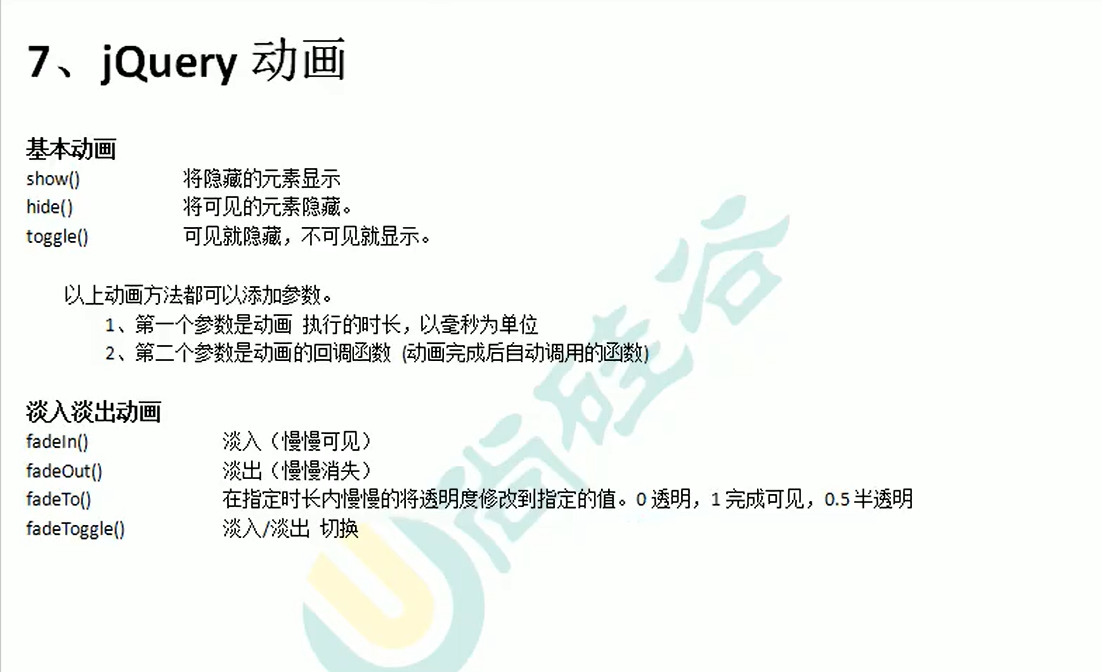 7、jQuery 动画
基本动画
show() 将隐藏的元素显示
hide() 将可见的元素隐藏。
toggle() 可见就隐藏，不可见就显示。
以上动画方法都可以添加参数。
1、第一个参数是动画 执行的时长，以毫秒为单位
2、第二个参数是动画的回调函数 (动画完成后自动调用的函数)
淡入淡出动画
fadeIn() 淡入（慢慢可见）
fadeOut() 淡出（慢慢消失）
fadeTo() 在指定时长内慢慢的将透明度修改到指定的值。0 透明，1 完成可见，0.5 半透明
fadeToggle() 淡入/淡出 切换
尚硅谷